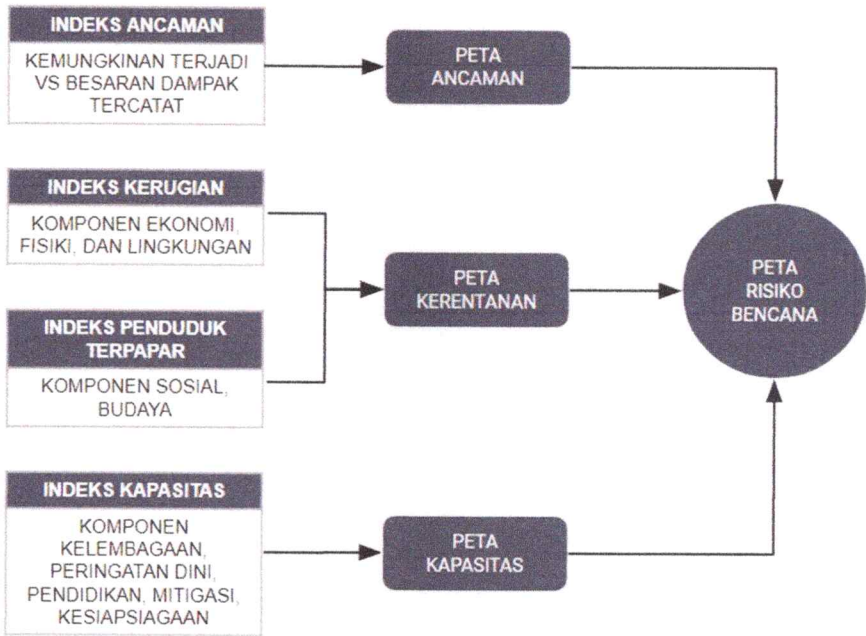 INDEKS ANCAMAN
KEMUNGKINAN TERJADI
VS BESARAN DAMPAK
TERCATAT
PETA
ANCAMAN
INDEKS KERUGIAN
KOMPONEN EKONOMI,
FISIKI, DAN LINGKUNGAN
PETA
KERENTANAN
PETA
RISIKO
BENCANA
INDEKS PENDUDUK
TERPAPAR
KOMPONEN SOSIAL,
BUDAYA
INDEKS KAPASITAS
KOMPONEN
KELEMBAGAAN,
PERINGATAN DINI,
PENDIDIKAN, MITIGASI,
KESIAPSIAGAAN
PETA
KAPASITAS